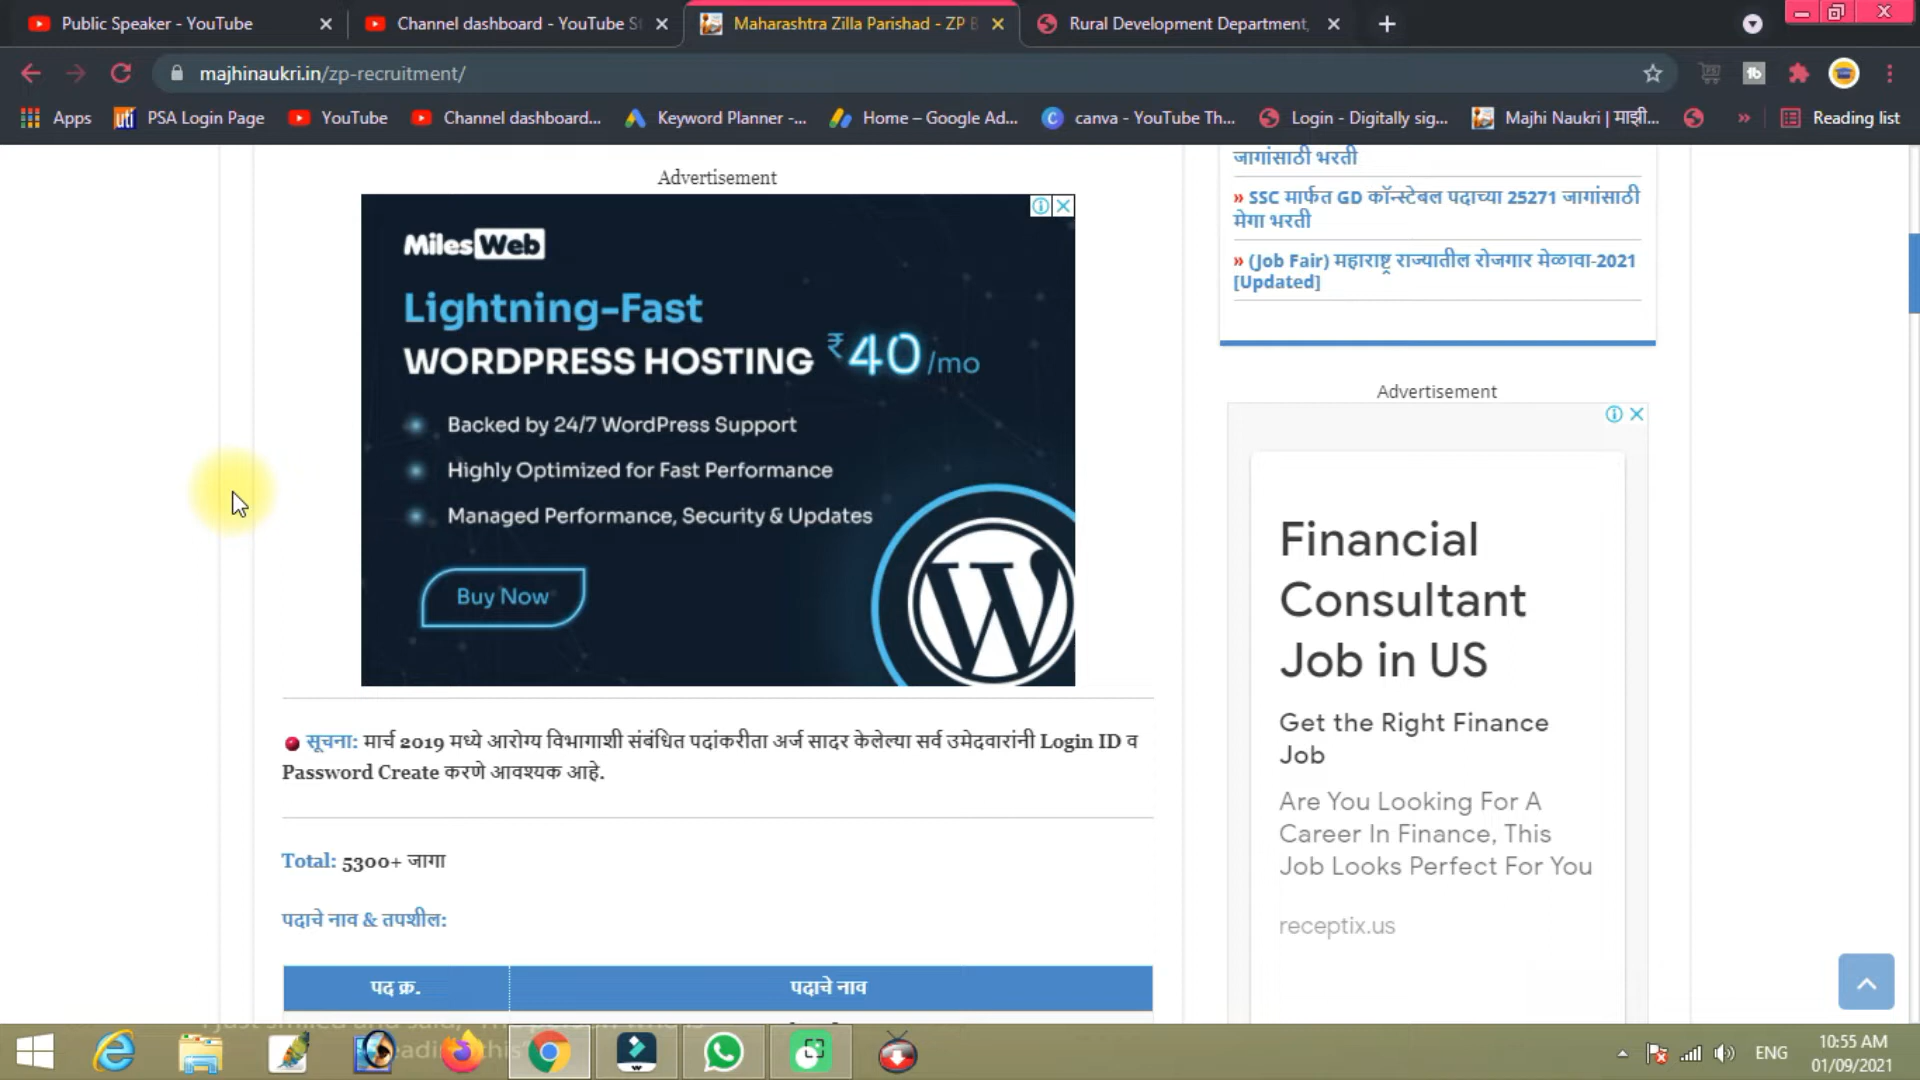 Public Speaker - YouTube
Channel dashboard - YouTube St
Maharashtra Zilla Parishad - ZP B
Rural Development Department,
majhinaukri.in/zp-recruitment/
Apps
uti PSA Login Page
YouTube
Channel dashboard...
Keyword Planner -...
Home – Google Ad...
canva - YouTube Th...
Login - Digitally sig...
Majhi Naukri | माझी...
Reading list
Advertisement
MilesWeb
Lightning-Fast
WORDPRESS HOSTING ₹40/mo
Backed by 24/7 WordPress Support
Highly Optimized for Fast Performance
Managed Performance, Security & Updates
Buy Now
सूचना: मार्च 2019 मध्ये आरोग्य विभागाशी संबंधित पदांकरीता अर्ज सादर केलेल्या सर्व उमेदवारांनी Login ID व
Password Create करणे आवश्यक आहे.
Total: 5300+ जागा
पदाचे नाव & तपशील:
पद क्र.
पदाचे नाव
जागांसाठी भरती
» SSC मार्फत GD कॉन्स्टेबल पदाच्या 25271 जागांसाठी
मेगा भरती
» (Job Fair) महाराष्ट्र राज्यातील रोजगार मेळावा-2021
[Updated]
Advertisement
Financial
Consultant
Job in US
Get the Right Finance
Job
Are You Looking For A
Career In Finance, This
Job Looks Perfect For You
receptix.us
ENG
10:55 AM
01/09/2021